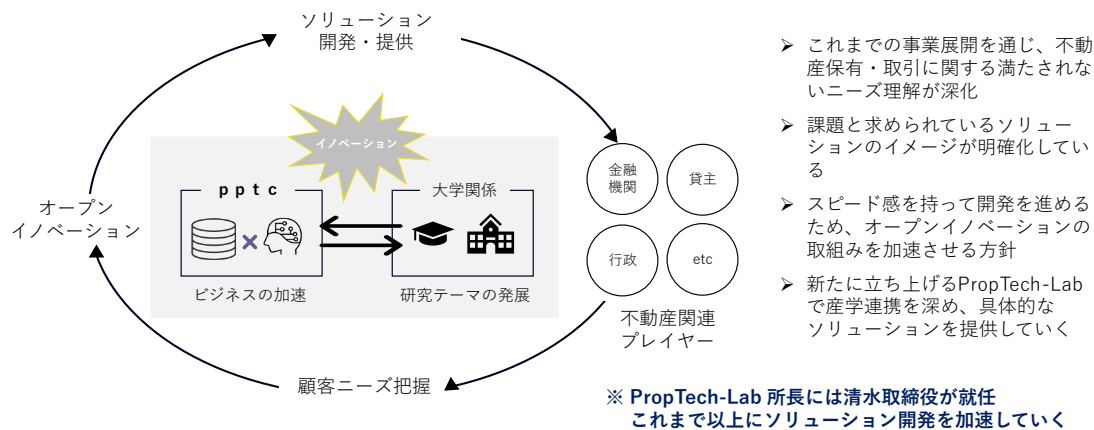 ソリューション
開発・提供
イノベーション
pptc
大学関係
オープン
イノベーション
ビジネスの加速
研究テーマの発展
金融
機関
貸主
行政
etc
不動産関連
プレイヤー
顧客ニーズ把握
➢ これまでの事業展開を通じ、不動
産保有・取引に関する満たされな
いニーズ理解が深化
➢ 課題と求められているソリュー
ションのイメージが明確化してい
る
➢ スピード感を持って開発を進める
ため、オープンイノベーションの
取組みを加速させる方針
➢ 新たに立ち上げるPropTech-Lab
で産学連携を深め、具体的な
ソリューションを提供していく
※ PropTech-Lab 所長には清水取締役が就任
これまで以上にソリューション開発を加速していく